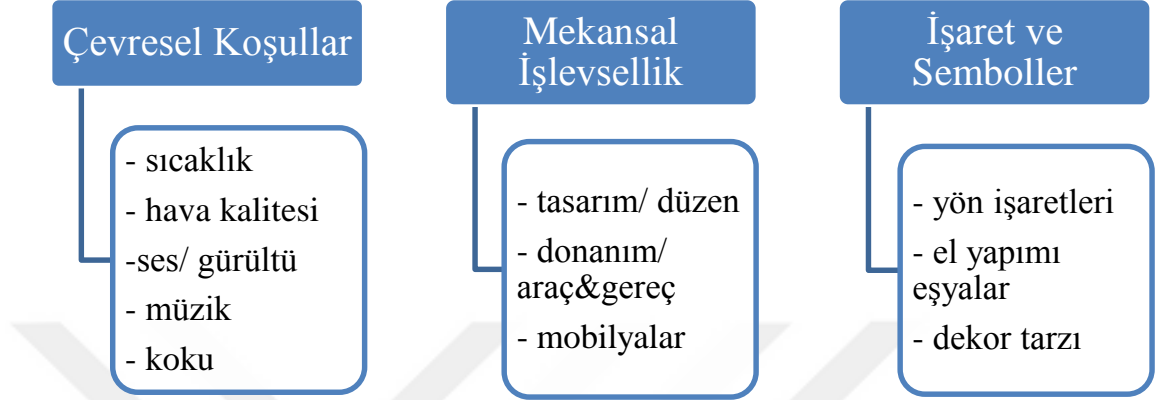 Çevresel Koşullar
- sıcaklık
- hava kalitesi
-ses/ gürültü
- müzik
- koku
Mekansal
İşlevsellik
- tasarım/ düzen
- donanım/
araç&gereç
- mobilyalar
İşaret ve
Semboller
- yön işaretleri
- el yapımı
eşyalar
- dekor tarzı